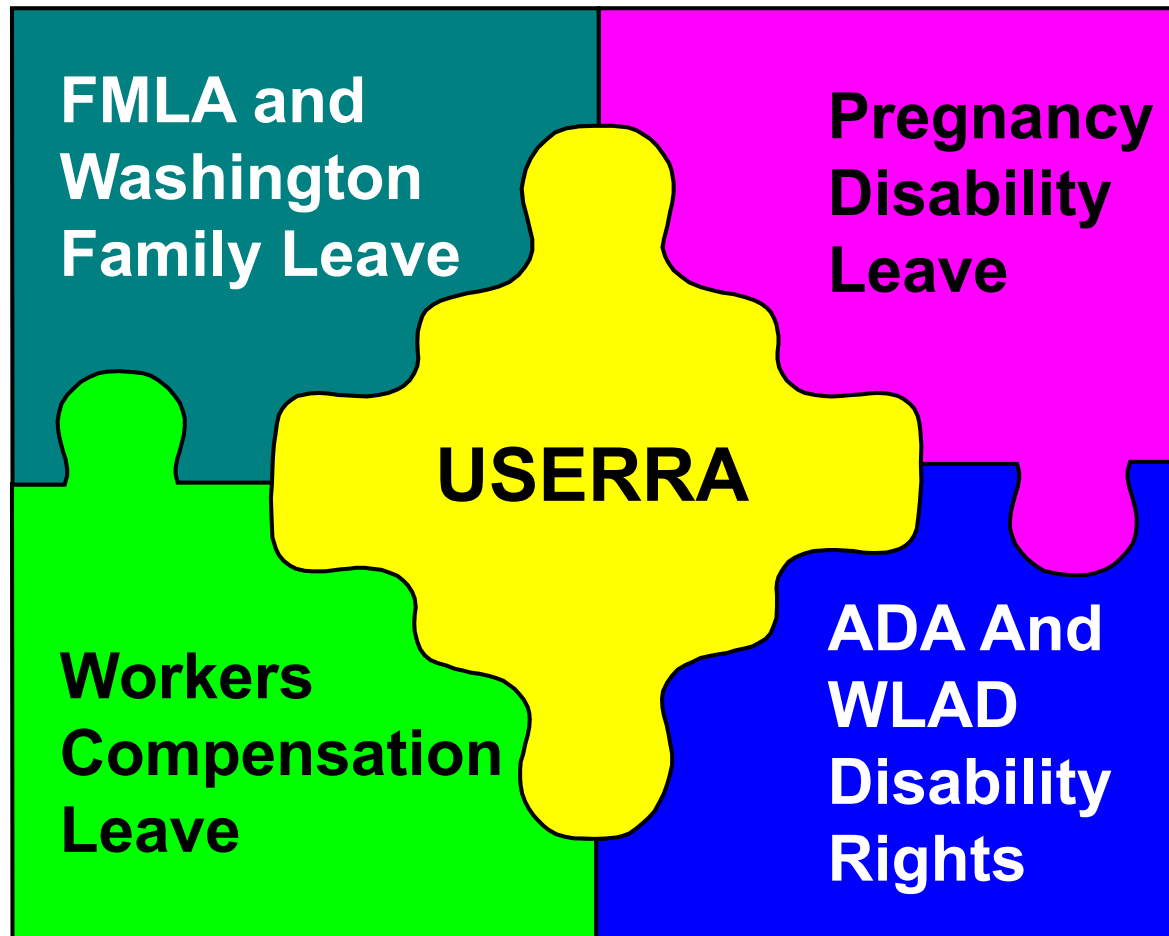 FMLA and
Washington
Family Leave
Pregnancy
Disability
Leave
USERRA
Workers
Compensation
Leave
ADA And
WLAD
Disability
Rights